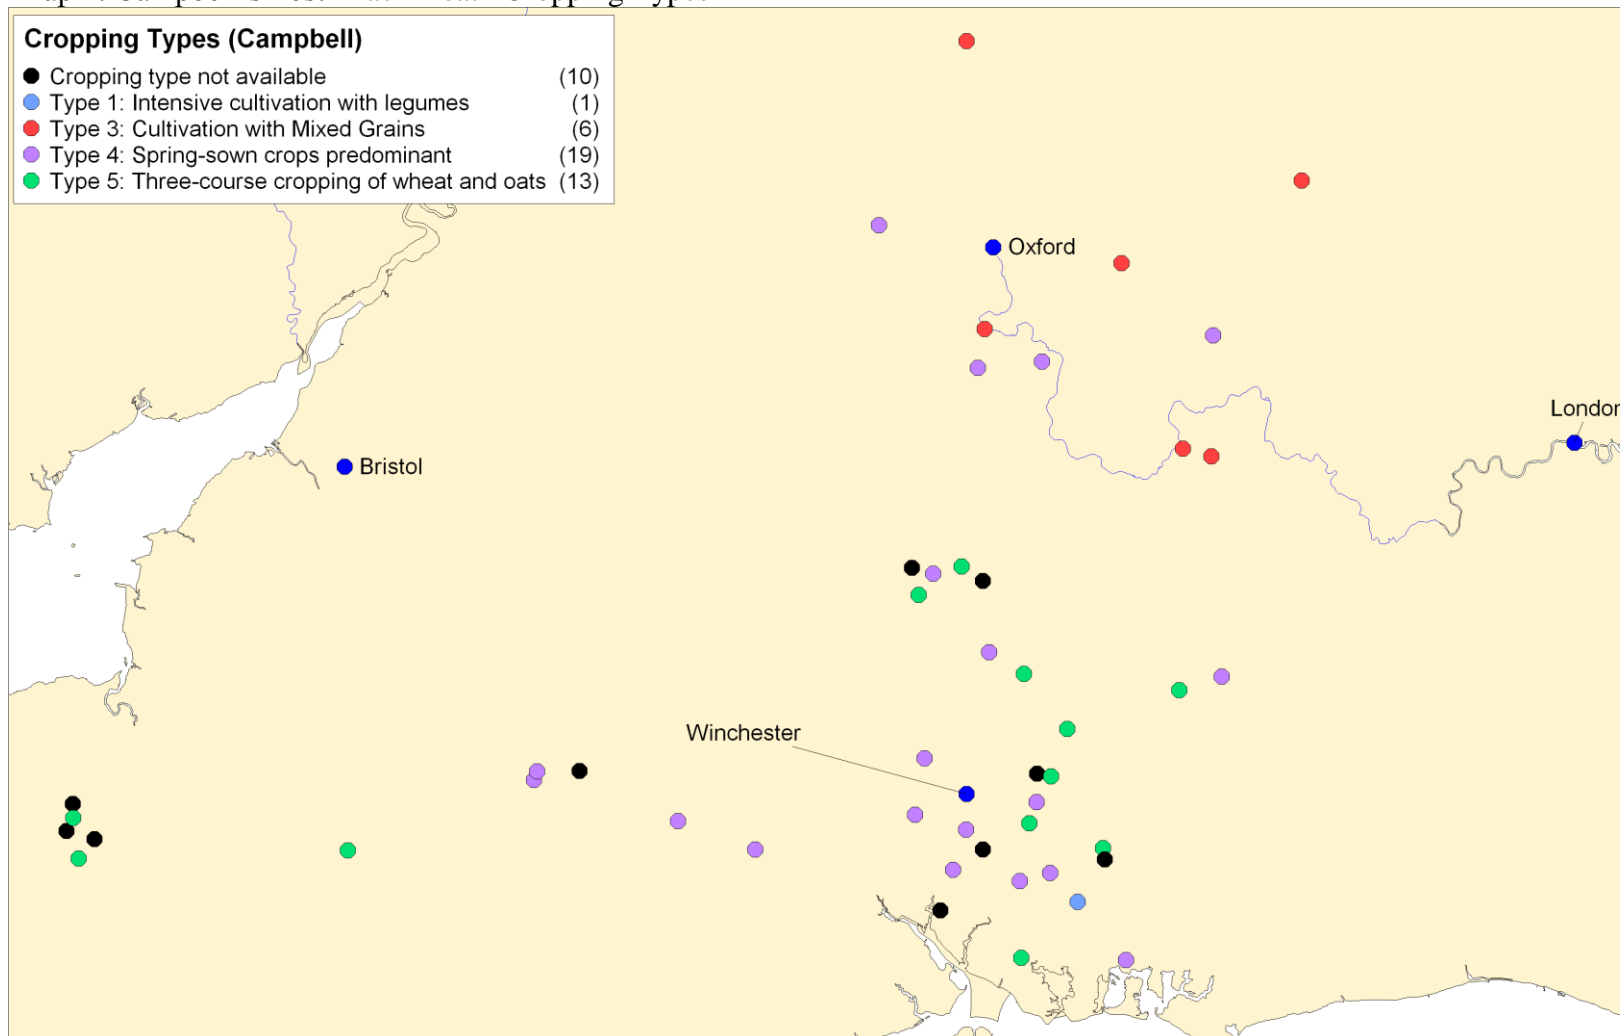 Cropping Types (Campbell)
Cropping type not available (10)
Type 1: Intensive cultivation with legumes (1)
Type 3: Cultivation with Mixed Grains (6)
Type 4: Spring-sown crops predominant (19)
Type 5: Three-course cropping of wheat and oats (13)
Oxford
London
Bristol
Winchester